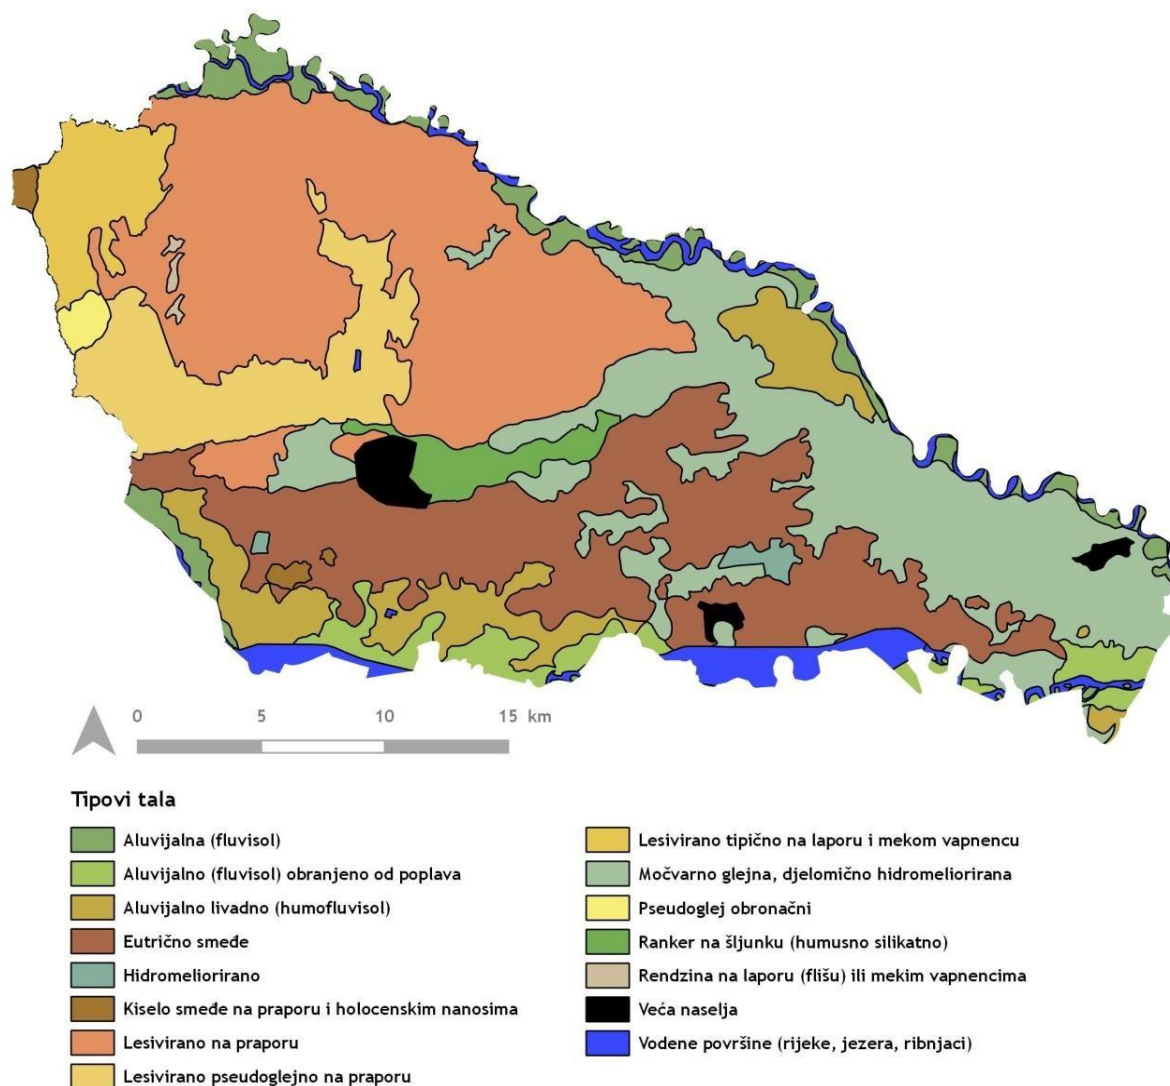 0 5 10 15 km
Tipovi tala
Aluvijalna (fluvisol)
Aluvijalno (fluvisol) obranjeno od poplava
Aluvijalno livadno (humofluvisol)
Eutrično smeđe
Hidromeliorirano
Kiselo smeđe na praporu i holocenskim nanosima
Lesivirano na praporu
Lesivirano pseudoglejno na praporu
Lesivirano tipično na laporu i mekom vapnencu
Močvarno glejna, djelomično hidromeliorirana
Pseudoglej obronačni
Ranker na šljunku (humusno silikatno)
Rendzina na laporu (flišu) ili mekim vapnencima
Veća naselja
Vodene površine (rijeke, jezera, ribnjaci)